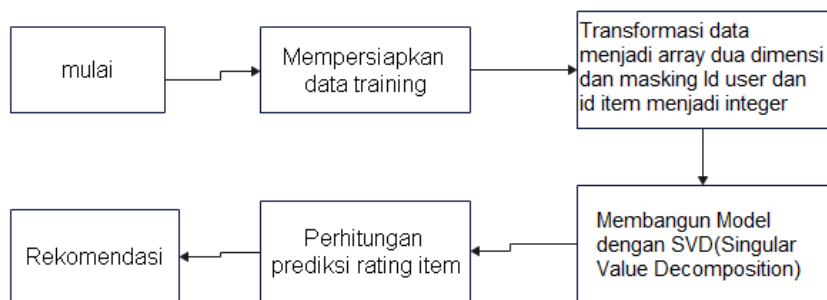 mulai
Mempersiapkan
data training
Transformasi data
menjadi array dua dimensi
dan masking Id user dan
id item menjadi integer
Membangun Model
dengan SVD(Singular
Value Decomposition)
Perhitungan
prediksi rating item
Rekomendasi